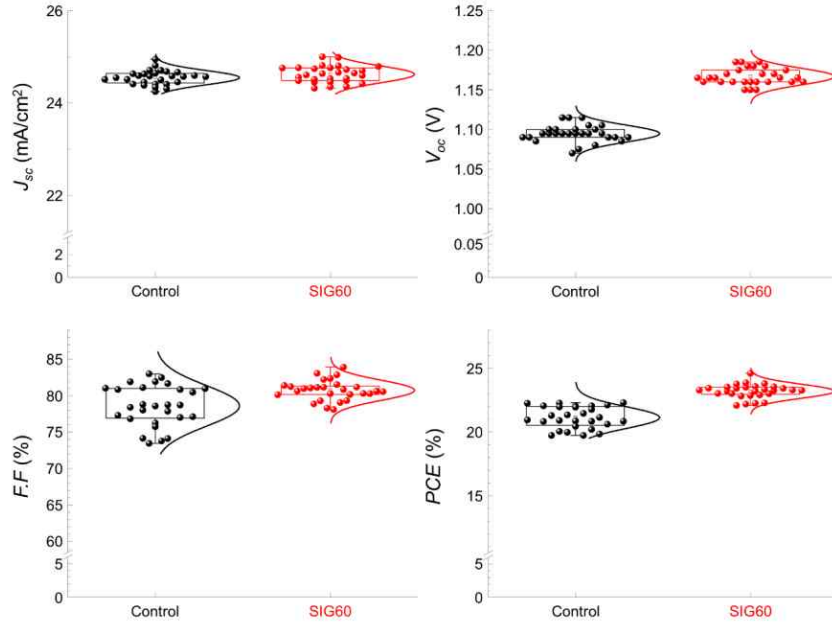 26
24
22
2
0
J_sc (mA/cm²)
Control
SIG60
1.25
1.20
1.15
1.10
1.05
1.00
0.05
0
V_oc (V)
Control
SIG60
85
80
75
70
65
60
5
0
F.F (%)
Control
SIG60
25
20
15
5
0
PCE (%)
Control
SIG60